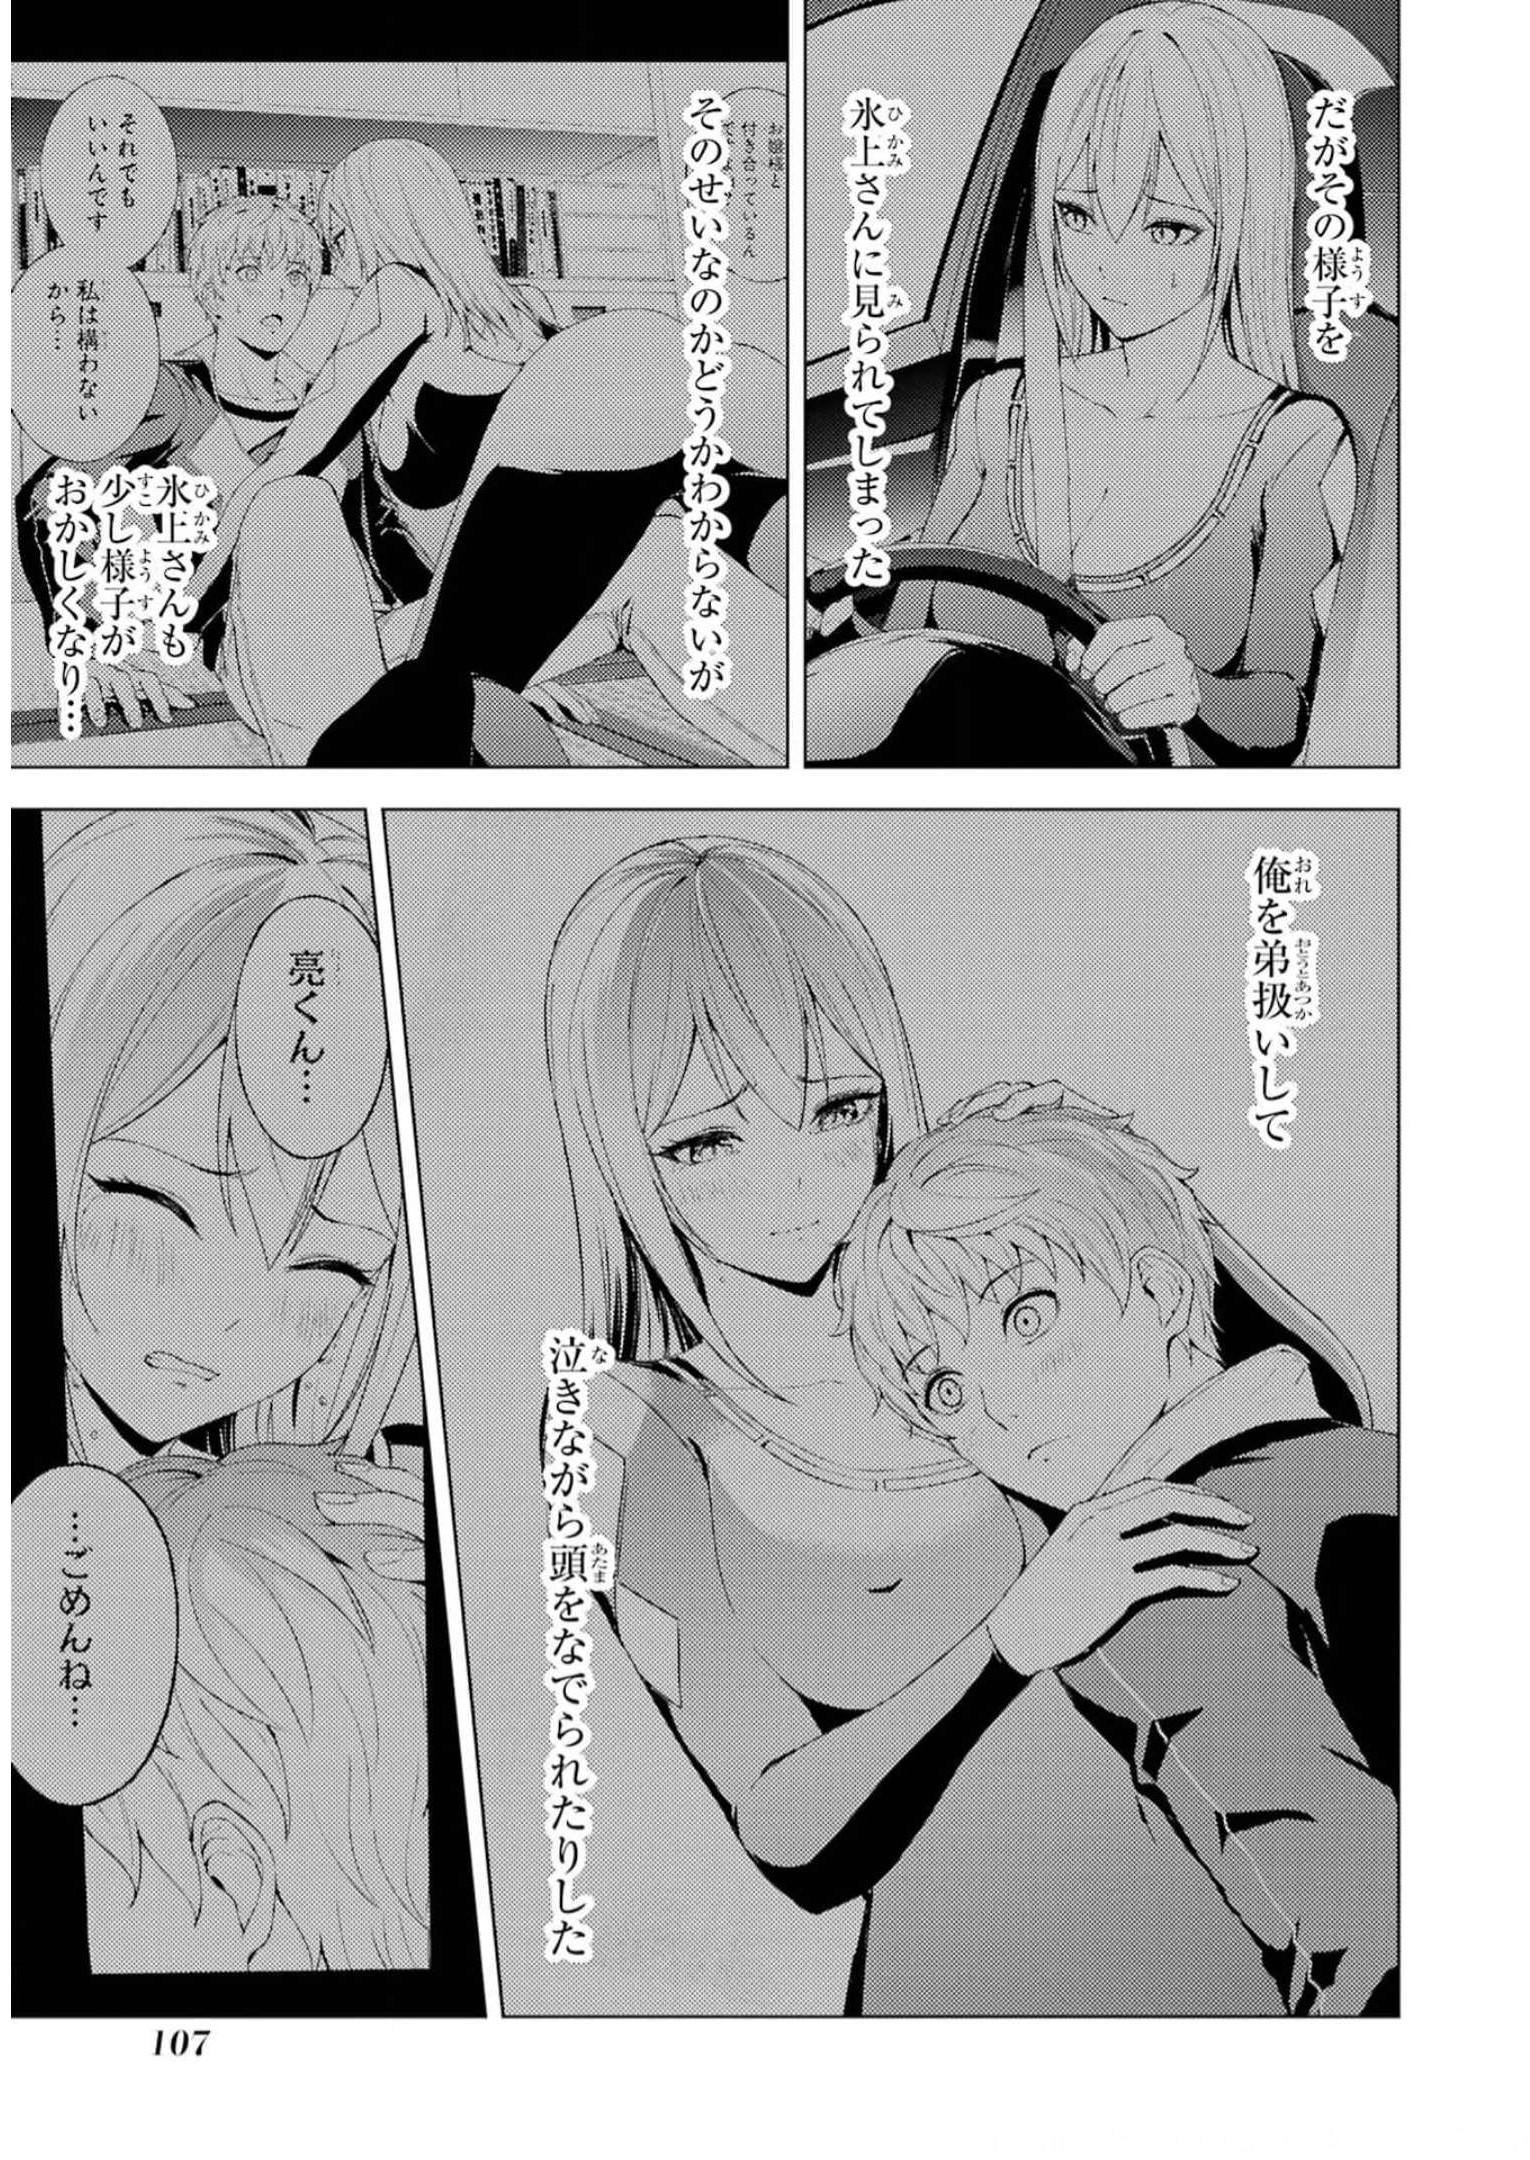 だがその様子を
氷上さんに見られてしまった
お嬢様と
付き合っているん
そのせいなのかどうかわからないが
それでも
いいんです
私は構わない
から…
氷上さんも
少し様子が
おかしくなり…
俺を弟扱いして
泣きながら頭をなでられたりした
亮くん…
…ごめんね…
107